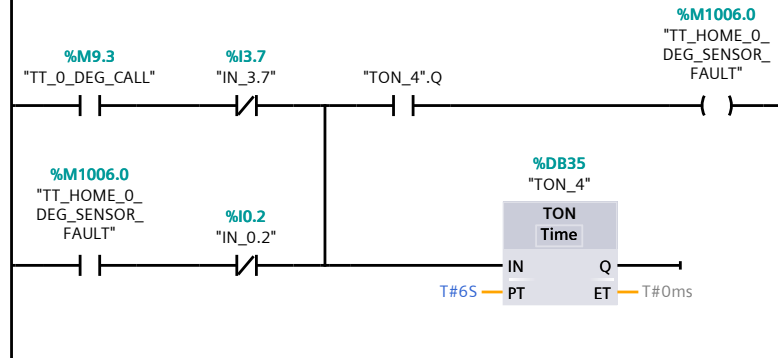 %M1006.0
"TT_HOME_0_
DEG_SENSOR_
FAULT"
%M9.3
"TT_0_DEG_CALL"
%I3.7
"IN_3.7"
"TON_4".Q
%M1006.0
"TT_HOME_0_
DEG_SENSOR_
FAULT"
%I0.2
"IN_0.2"
%DB35
"TON_4"
TON
Time
IN
Q
T#6S
PT
ET
T#0ms